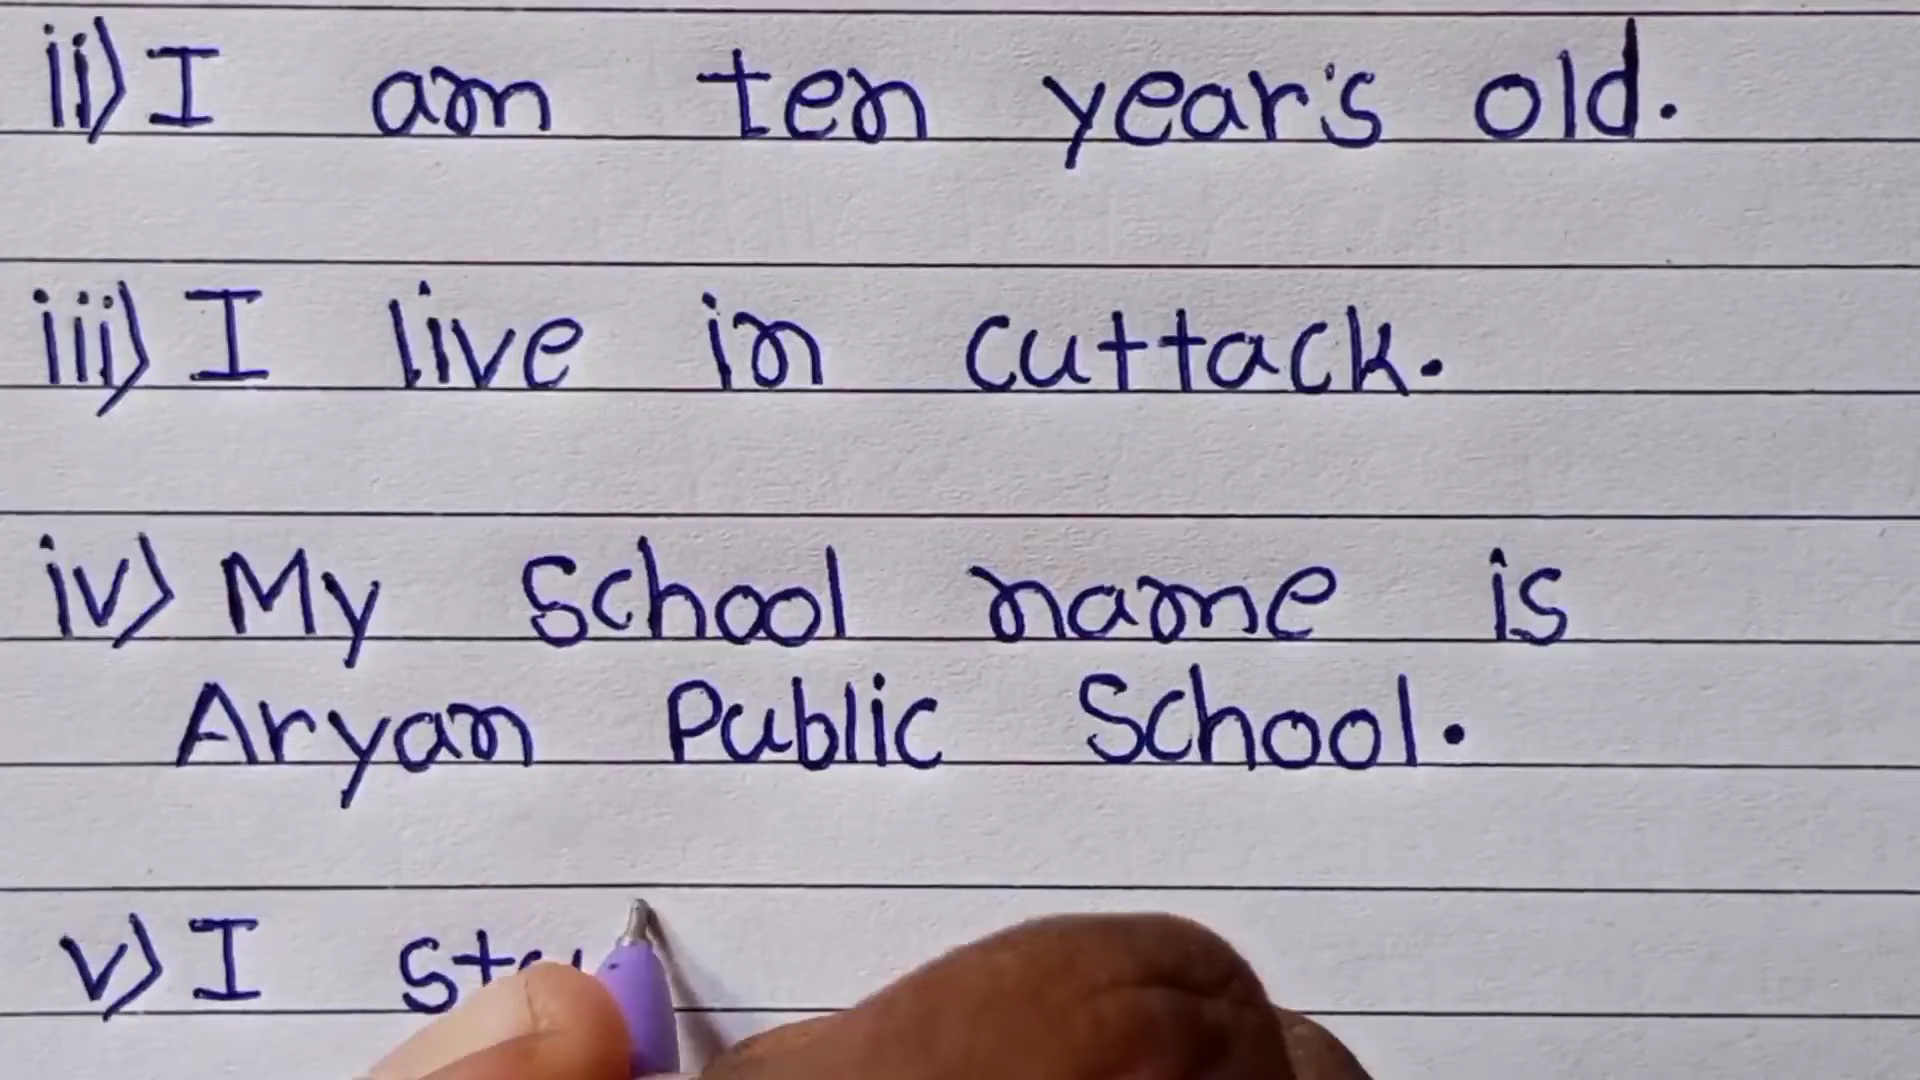 ii) I am ten year's old.
iii) I live in cuttack.
iv) My School name is
Aryan Public School.
v) I